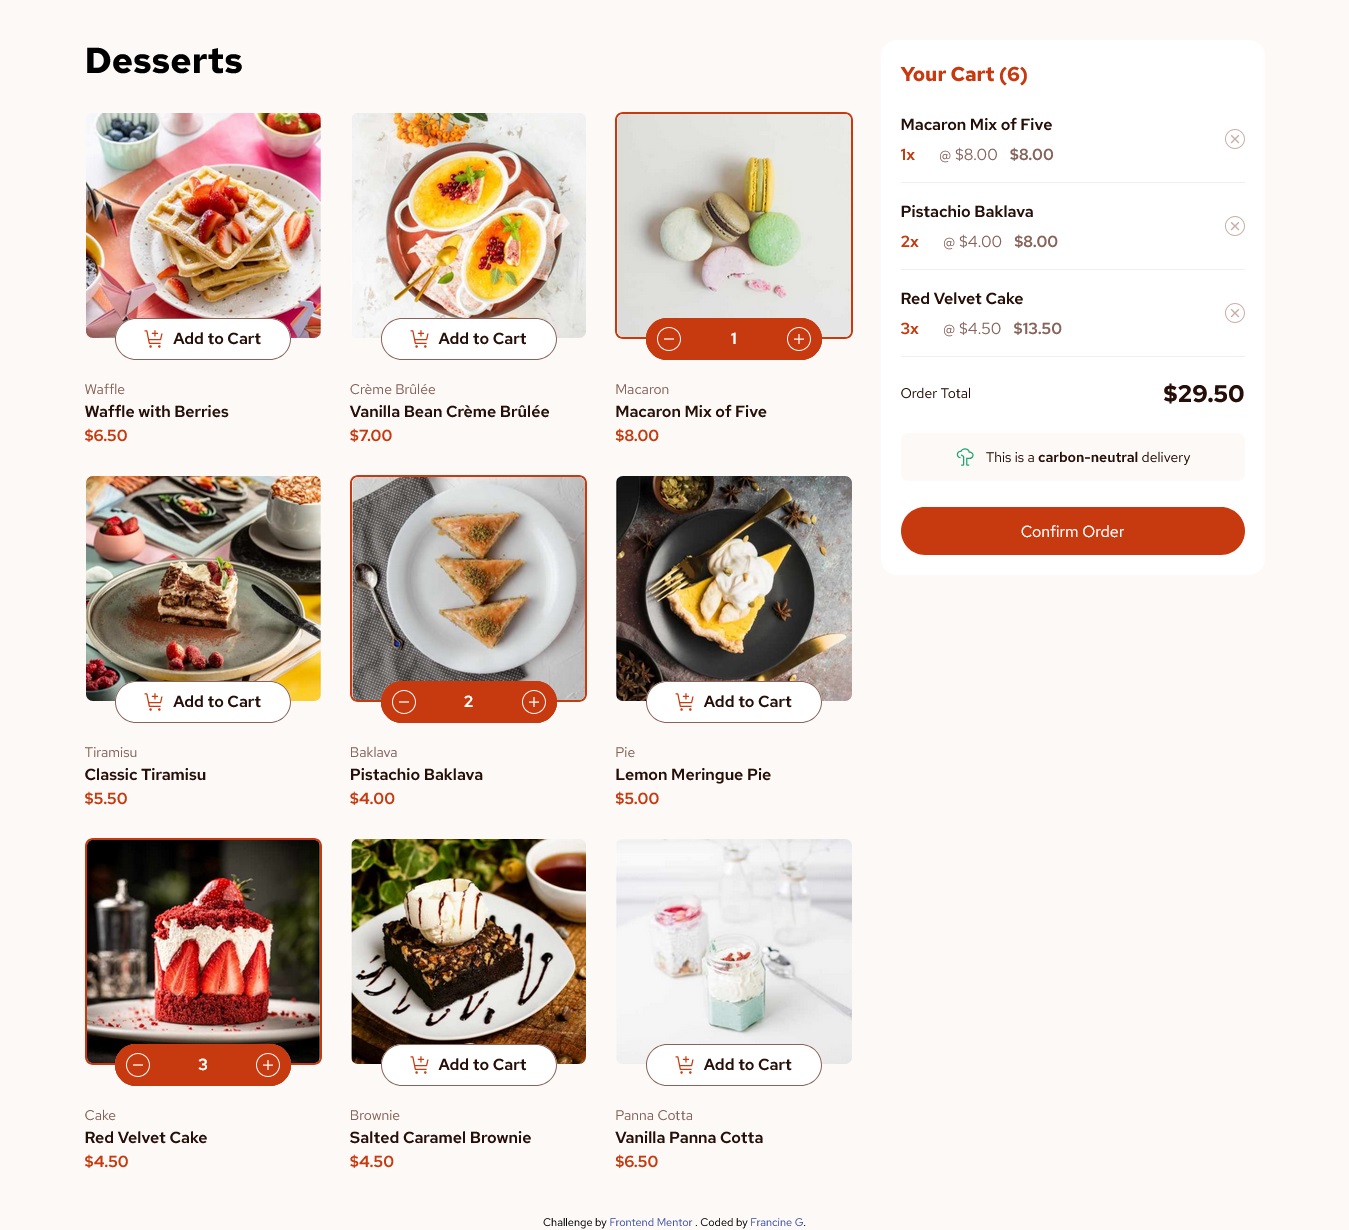 Desserts
Add to Cart
Waffle
Waffle with Berries
$6.50
Add to Cart
Crème Brûlée
Vanilla Bean Crème Brûlée
$7.00
1
Macaron
Macaron Mix of Five
$8.00
Add to Cart
Tiramisu
Classic Tiramisu
$5.50
2
Baklava
Pistachio Baklava
$4.00
Add to Cart
Pie
Lemon Meringue Pie
$5.00
3
Cake
Red Velvet Cake
$4.50
Add to Cart
Brownie
Salted Caramel Brownie
$4.50
Add to Cart
Panna Cotta
Vanilla Panna Cotta
$6.50
Your Cart (6)
Macaron Mix of Five
1x @ $8.00 $8.00
Pistachio Baklava
2x @ $4.00 $8.00
Red Velvet Cake
3x @ $4.50 $13.50
Order Total $29.50
This is a carbon-neutral delivery
Confirm Order
Challenge by Frontend Mentor . Coded by Francine G.